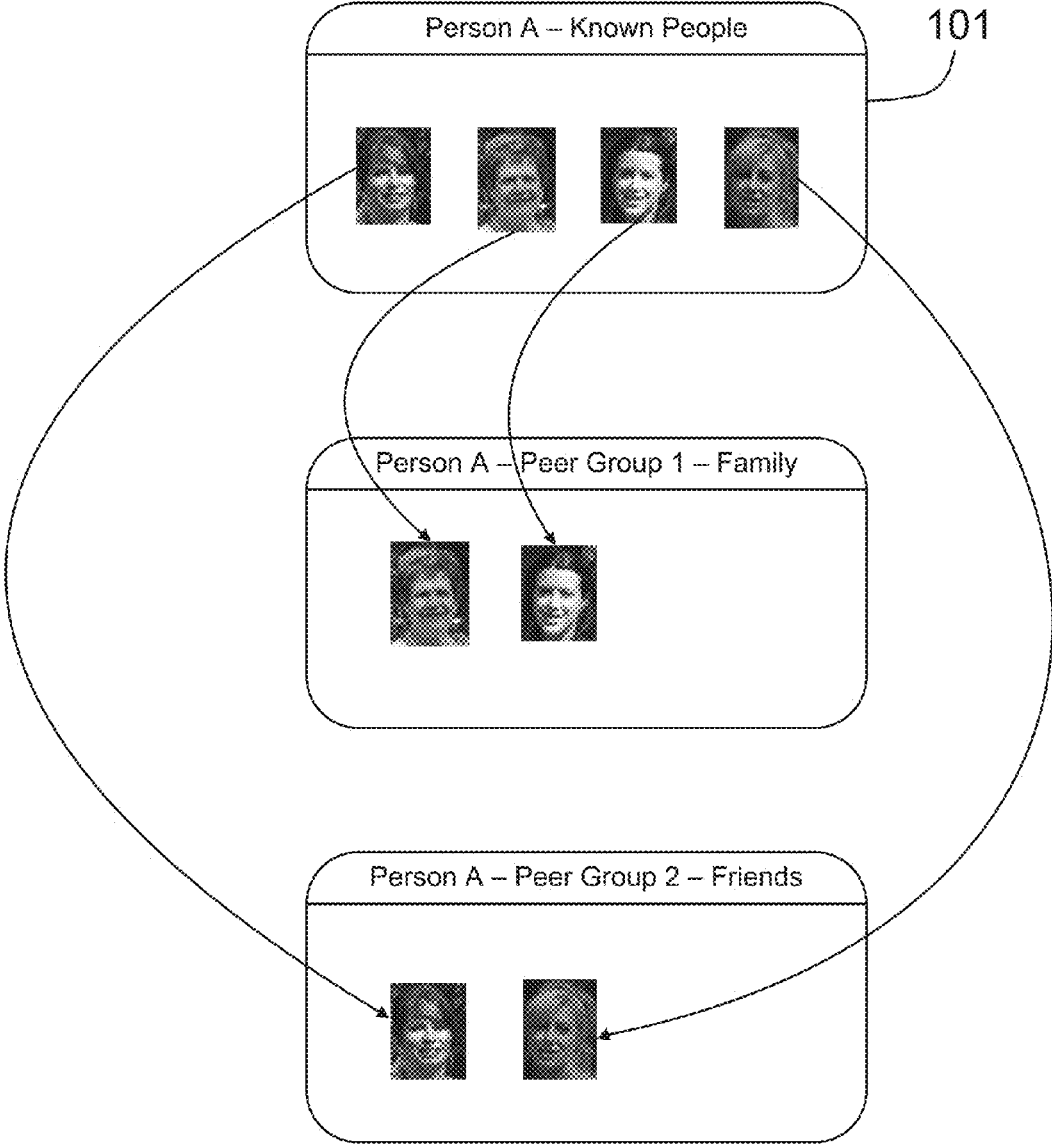 Person A – Known People
101
Person A – Peer Group 1 – Family
Person A – Peer Group 2 – Friends